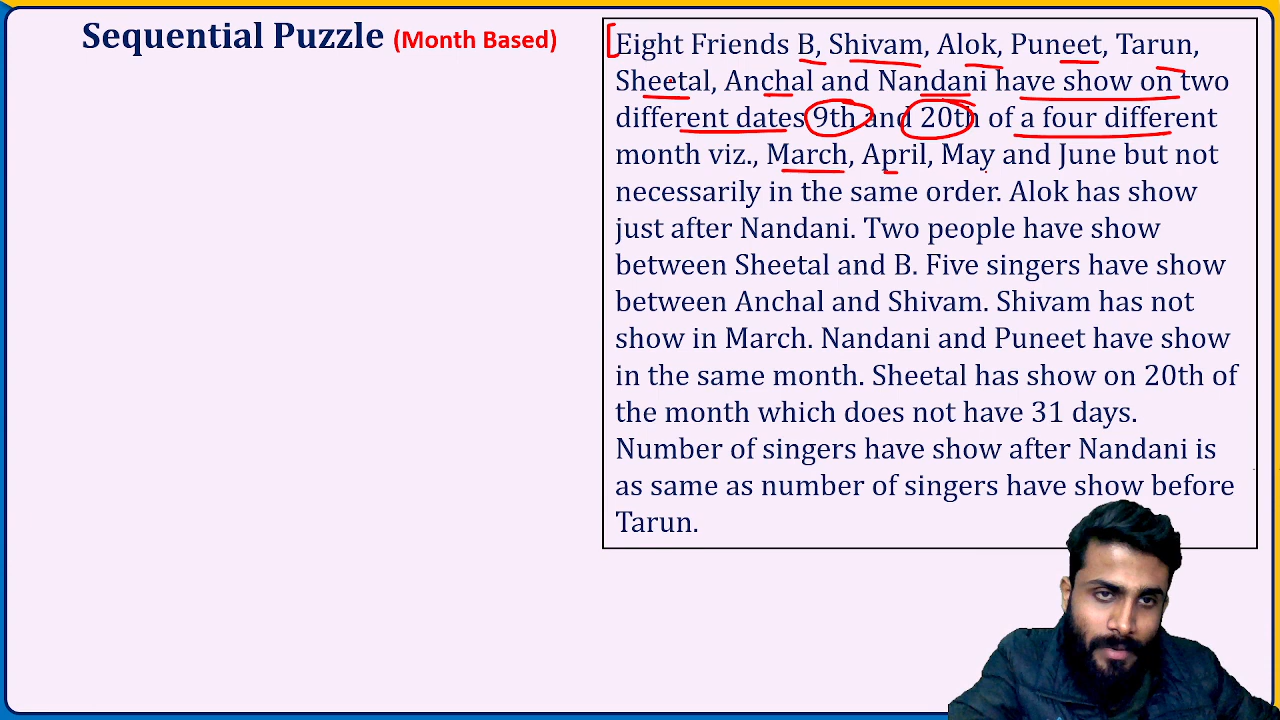 Sequential Puzzle (Month Based)
Eight Friends B, Shivam, Alok, Puneet, Tarun,
Sheetal, Anchal and Nandani have show on two
different dates 9th and 20th of a four different
month viz., March, April, May and June but not
necessarily in the same order. Alok has show
just after Nandani. Two people have show
between Sheetal and B. Five singers have show
between Anchal and Shivam. Shivam has not
show in March. Nandani and Puneet have show
in the same month. Sheetal has show on 20th of
the month which does not have 31 days.
Number of singers have show after Nandani is
as same as number of singers have show before
Tarun.